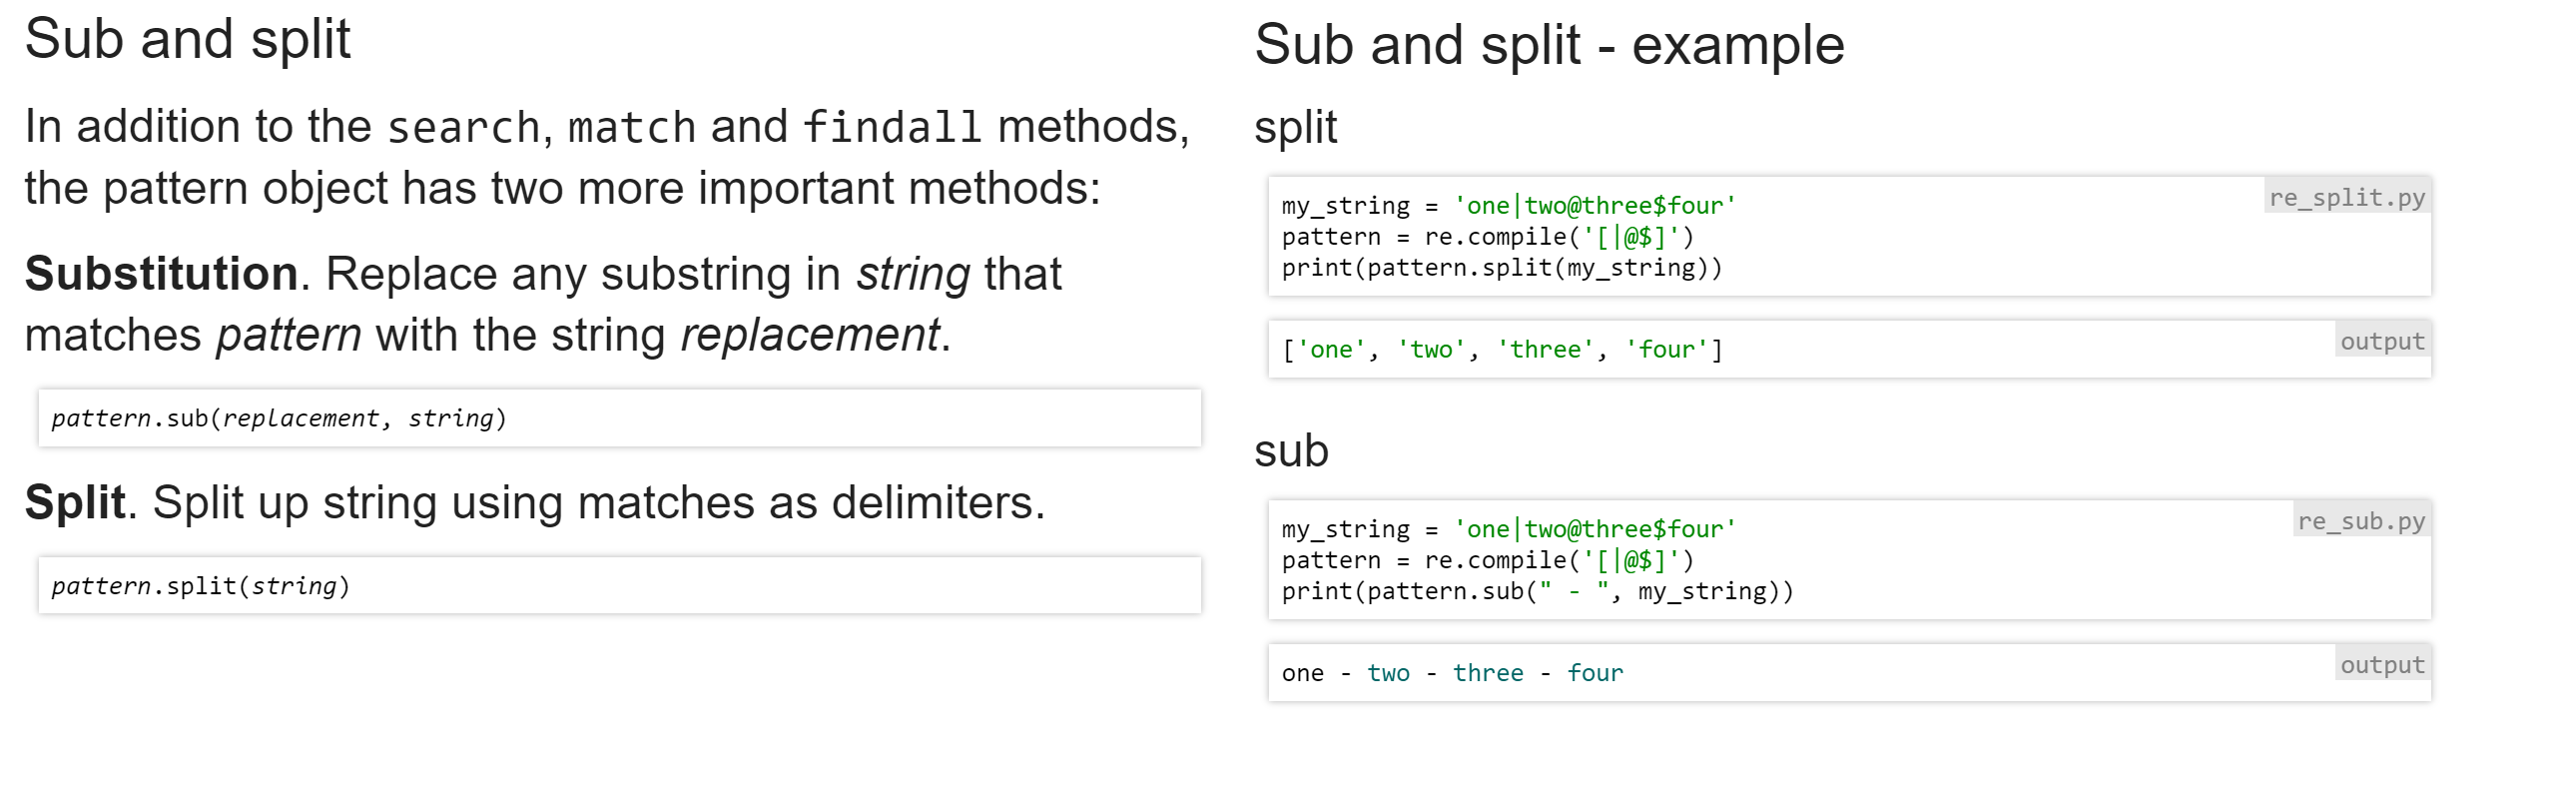 Sub and split
In addition to the search, match and findall methods,
the pattern object has two more important methods:
Substitution. Replace any substring in string that
matches pattern with the string replacement.
pattern.sub(replacement, string)
Split. Split up string using matches as delimiters.
pattern.split(string)
Sub and split - example
split
re_split.py
my_string = 'one|two@three$four'
pattern = re.compile('[|@$]')
print(pattern.split(my_string))
output
['one', 'two', 'three', 'four']
sub
re_sub.py
my_string = 'one|two@three$four'
pattern = re.compile('[|@$]')
print(pattern.sub(" - ", my_string))
output
one - two - three - four